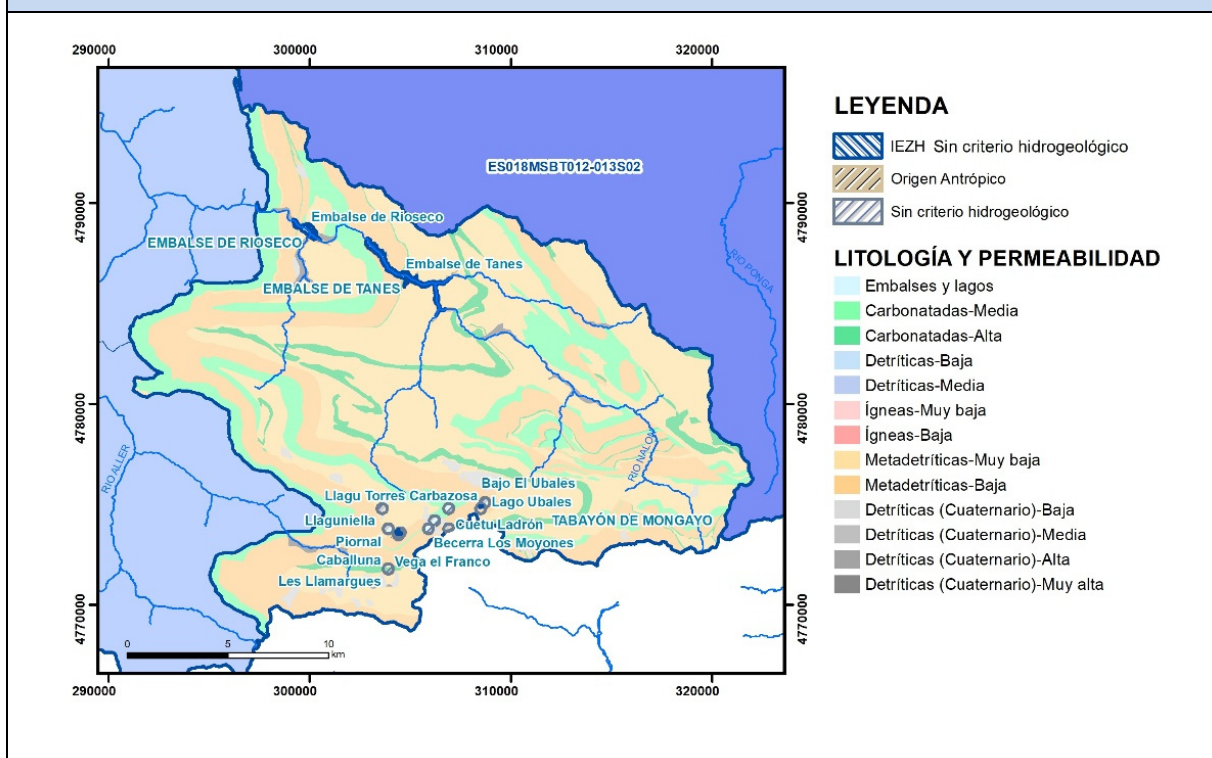 290000
300000
310000
320000
4790000
4790000
4780000
4780000
4770000
4770000
ES018MSBT012-013S02
Embalse de Rioseco
EMBALSE DE RIOSECO
Embalse de Tanes
EMBALSE DE TANES
RIO PONGA
RIO ALLER
RIO NALON
Bajo El Ubales
Llagu Torres Carbazosa
Lago Ubales
Llaguniella
Cuetu Ladrón
TABAYÓN DE MONGAYO
Piornal
Becerra Los Moyones
Caballuna
Vega el Franco
Les Llamargues
0
5
10
km
290000
300000
310000
320000
LEYENDA
IEZH Sin criterio hidrogeológico
Origen Antrópico
Sin criterio hidrogeológico
LITOLOGÍA Y PERMEABILIDAD
Embalses y lagos
Carbonatadas-Media
Carbonatadas-Alta
Detríticas-Baja
Detríticas-Media
Ígneas-Muy baja
Ígneas-Baja
Metadetríticas-Muy baja
Metadetríticas-Baja
Detríticas (Cuaternario)-Baja
Detríticas (Cuaternario)-Media
Detríticas (Cuaternario)-Alta
Detríticas (Cuaternario)-Muy alta